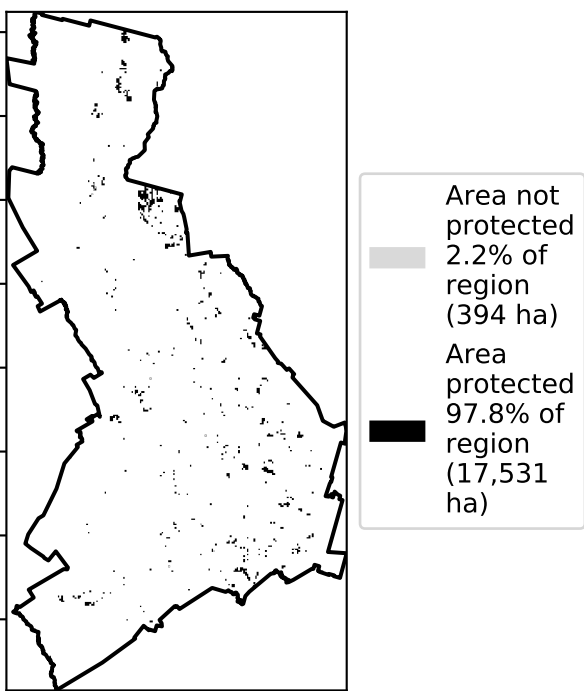 Area not
protected
2.2% of
region
(394 ha)
Area
protected
97.8% of
region
(17,531
ha)